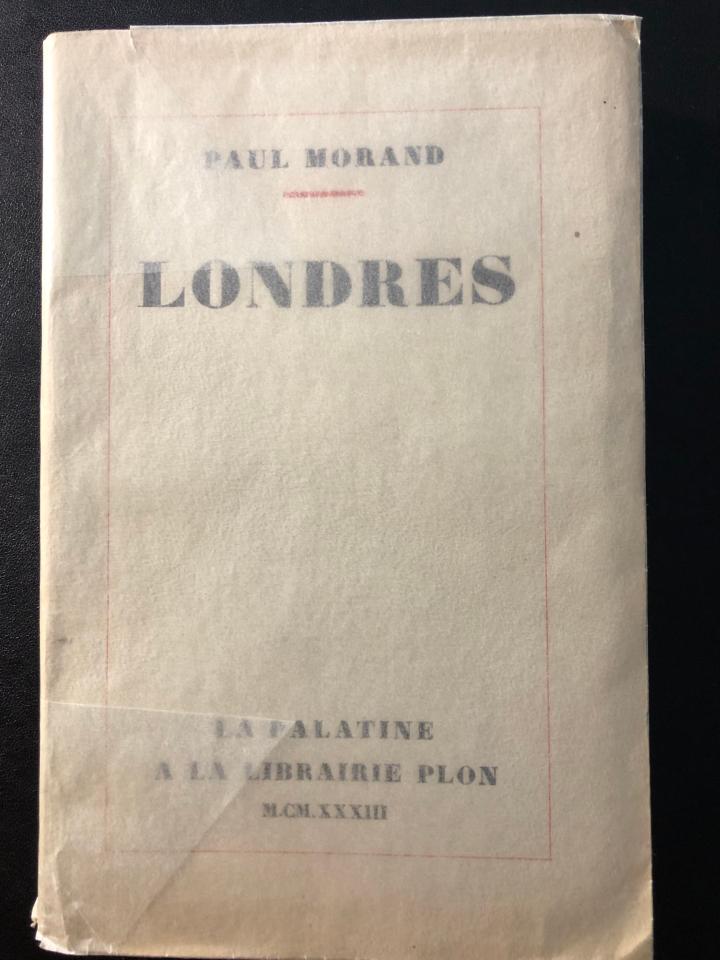 PAUL MORAND
LONDRES
LA PALATINE
A LA LIBRAIRIE PLON
M.CM.XXXIII